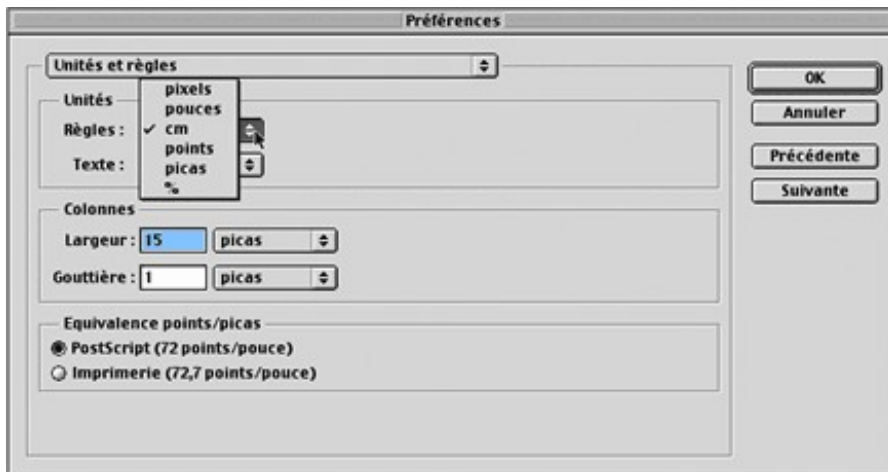 Préférences
Unités et règles
Unités
pixels
pouces
Règles : ✓ cm
points
Texte : picas
%
Colonnes
Largeur : 15 picas
Gouttière : 1 picas
Equivalence points/picas
PostScript (72 points/pouce)
Imprimerie (72,7 points/pouce)
OK
Annuler
Précédente
Suivante